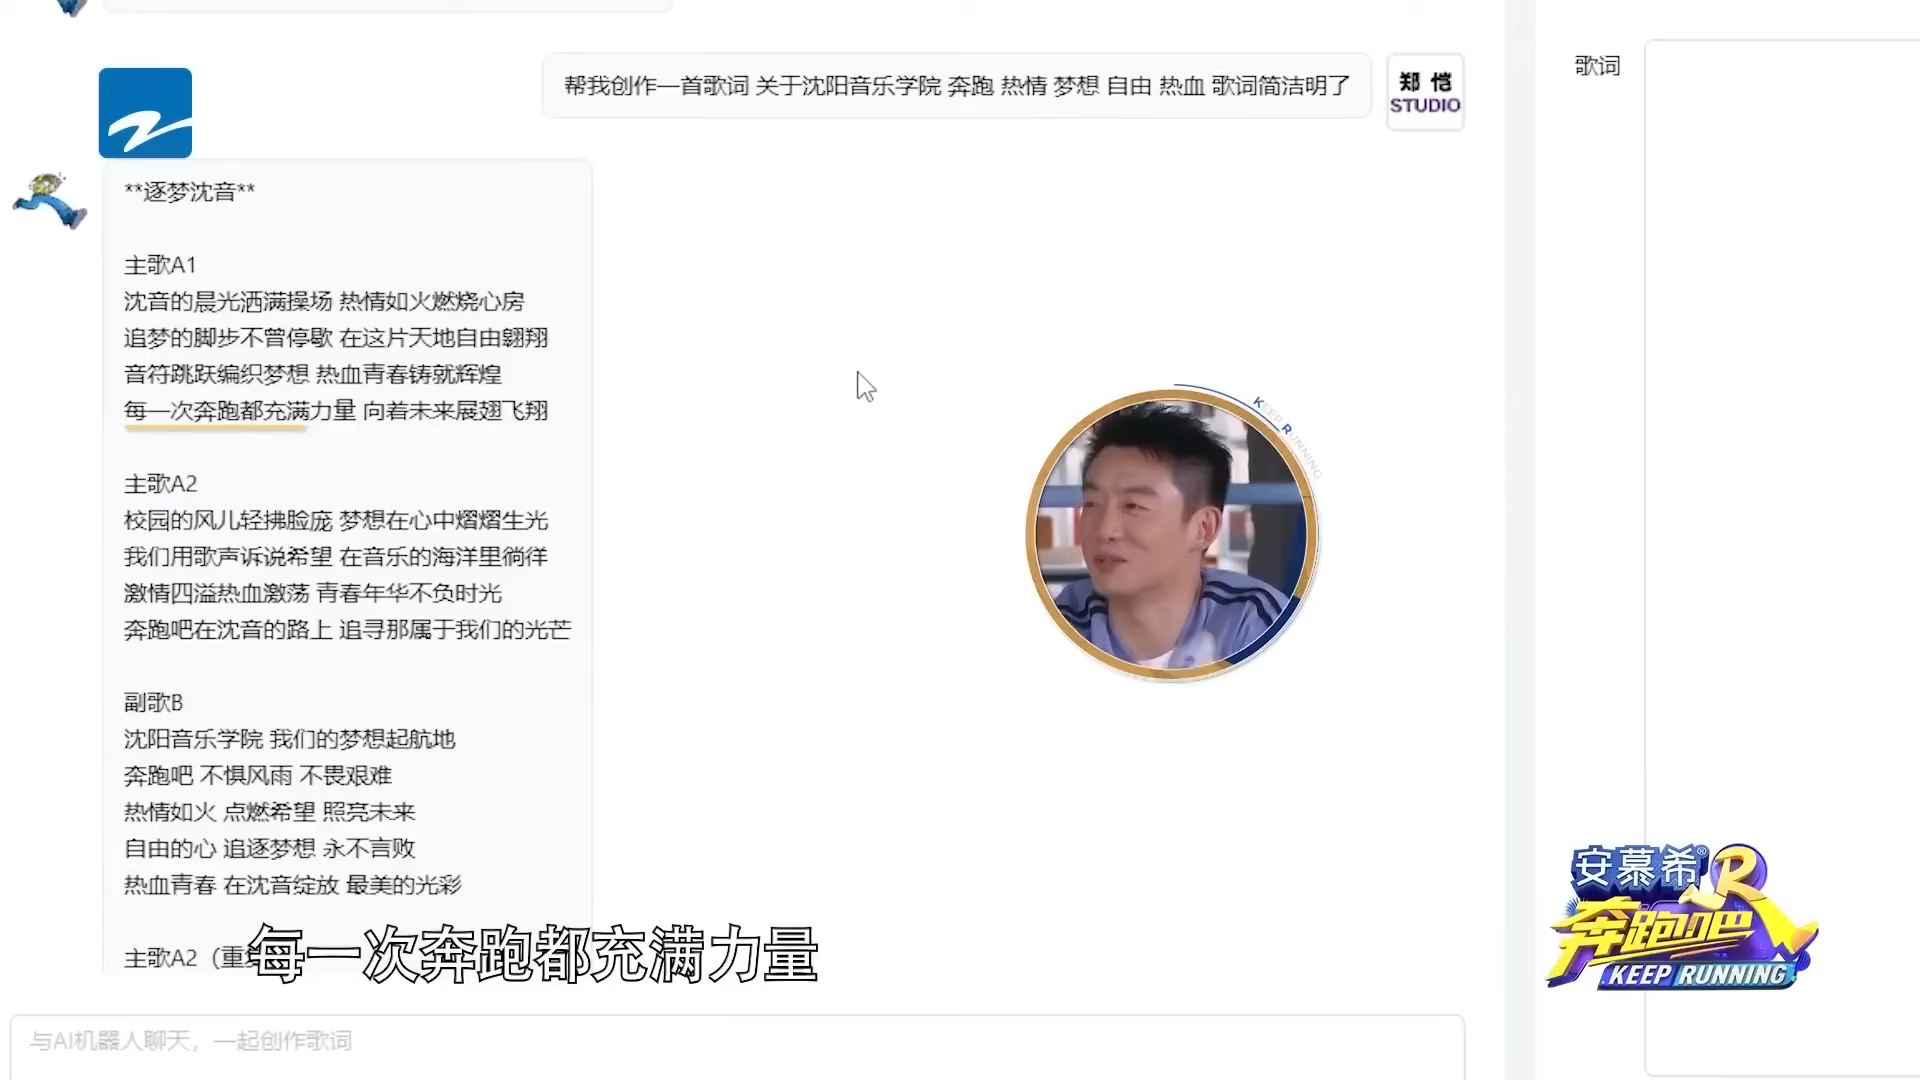 帮我创作一首歌词 关于沈阳音乐学院 奔跑 热情 梦想 自由 热血 歌词简洁明了
郑恺
STUDIO
歌词
**逐梦沈音**
主歌A1
沈音的晨光洒满操场 热情如火燃烧心房
追梦的脚步不曾停歇 在这片天地自由翱翔
音符跳跃编织梦想 热血青春铸就辉煌
每一次奔跑都充满力量 向着未来展翅飞翔
主歌A2
校园的风儿轻拂脸庞 梦想在心中熠熠生光
我们用歌声诉说希望 在音乐的海洋里徜徉
激情四溢热血激荡 青春年华不负时光
奔跑吧在沈音的路上 追寻那属于我们的光芒
副歌B
沈阳音乐学院 我们的梦想起航地
奔跑吧 不惧风雨 不畏艰难
热情如火 点燃希望 照亮未来
自由的心 追逐梦想 永不言败
热血青春 在沈音绽放 最美的光彩
主歌A2（重
每一次奔跑都充满力量
与AI机器人聊天，一起创作歌词
KEEP RUNNING
安慕希®
奔跑吧
KEEP RUNNING